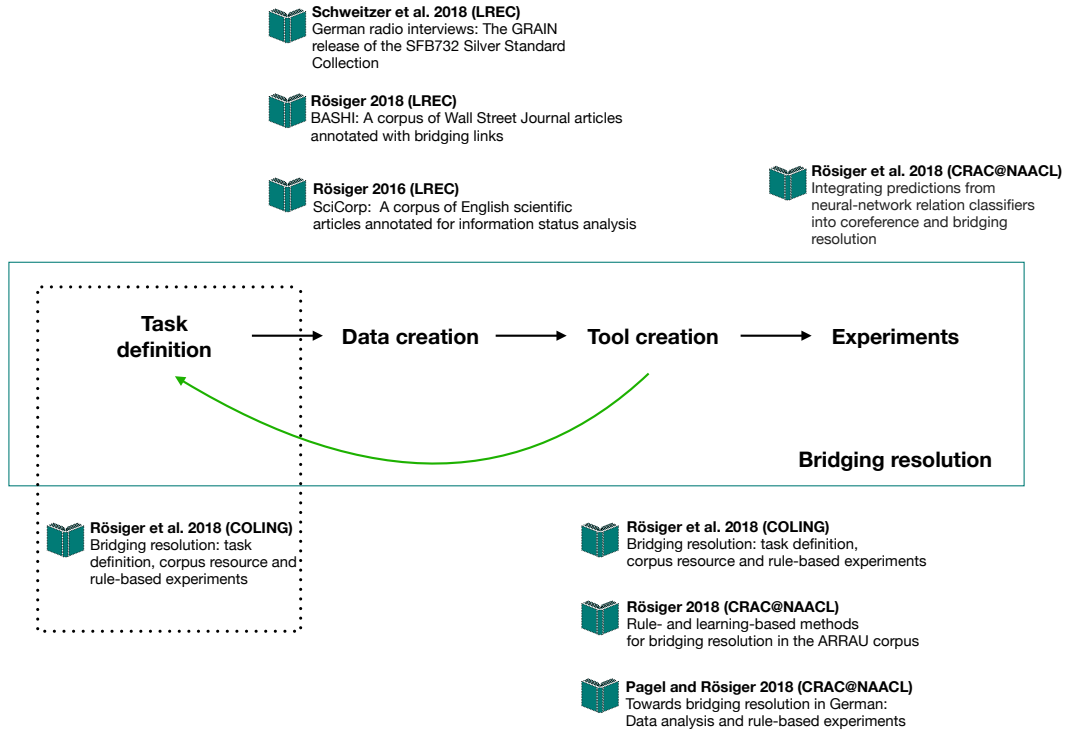 Schweitzer et al. 2018 (LREC)
German radio interviews: The GRAIN
release of the SFB732 Silver Standard
Collection
Rösiger 2018 (LREC)
BASHI: A corpus of Wall Street Journal articles
annotated with bridging links
Rösiger 2016 (LREC)
SciCorp: A corpus of English scientific
articles annotated for information status analysis
Rösiger et al. 2018 (CRAC@NAACL)
Integrating predictions from
neural-network relation classifiers
into coreference and bridging
resolution
Task
definition
Data creation
Tool creation
Experiments
Bridging resolution
Rösiger et al. 2018 (COLING)
Bridging resolution: task
definition, corpus resource and
rule-based experiments
Rösiger et al. 2018 (COLING)
Bridging resolution: task definition,
corpus resource and rule-based experiments
Rösiger 2018 (CRAC@NAACL)
Rule- and learning-based methods
for bridging resolution in the ARRAU corpus
Pagel and Rösiger 2018 (CRAC@NAACL)
Towards bridging resolution in German:
Data analysis and rule-based experiments